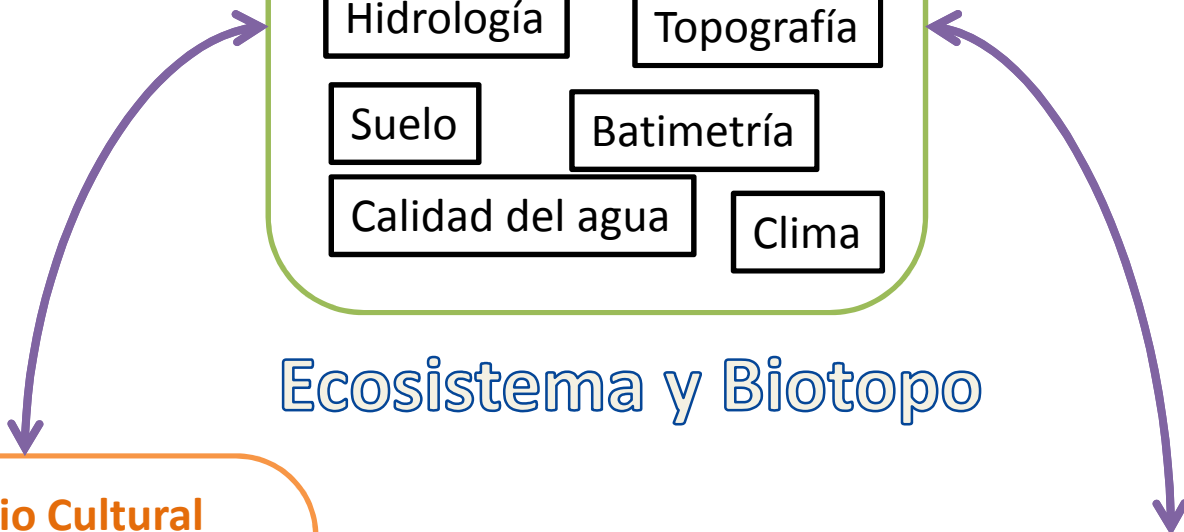 Hidrología
Topografía
Suelo
Batimetría
Calidad del agua
Clima
Ecosistema y Biotopo
io Cultural